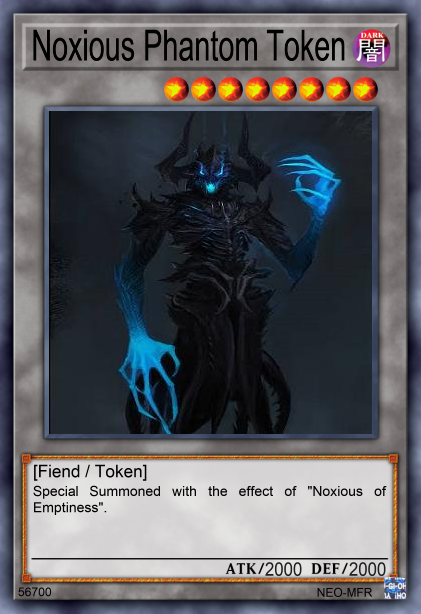 Noxious Phantom Token
DARK
闇
[Fiend / Token]
Special Summoned with the effect of "Noxious of
Emptiness".
ATK/2000 DEF/2000
56700
NEO-MFR